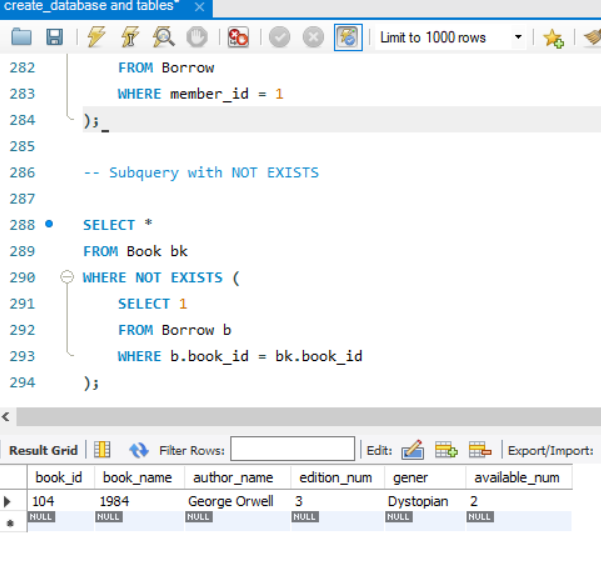 create_database and tables* ×
Limit to 1000 rows
282 FROM Borrow
283 WHERE member_id = 1
284 );
285
286 -- Subquery with NOT EXISTS
287
288 SELECT *
289 FROM Book bk
290 WHERE NOT EXISTS (
291 SELECT 1
292 FROM Borrow b
293 WHERE b.book_id = bk.book_id
294 );
Result Grid Filter Rows: Edit: Export/Import:
book_id book_name author_name edition_num gener available_num
104 1984 George Orwell 3 Dystopian 2
NULL NULL NULL NULL NULL NULL